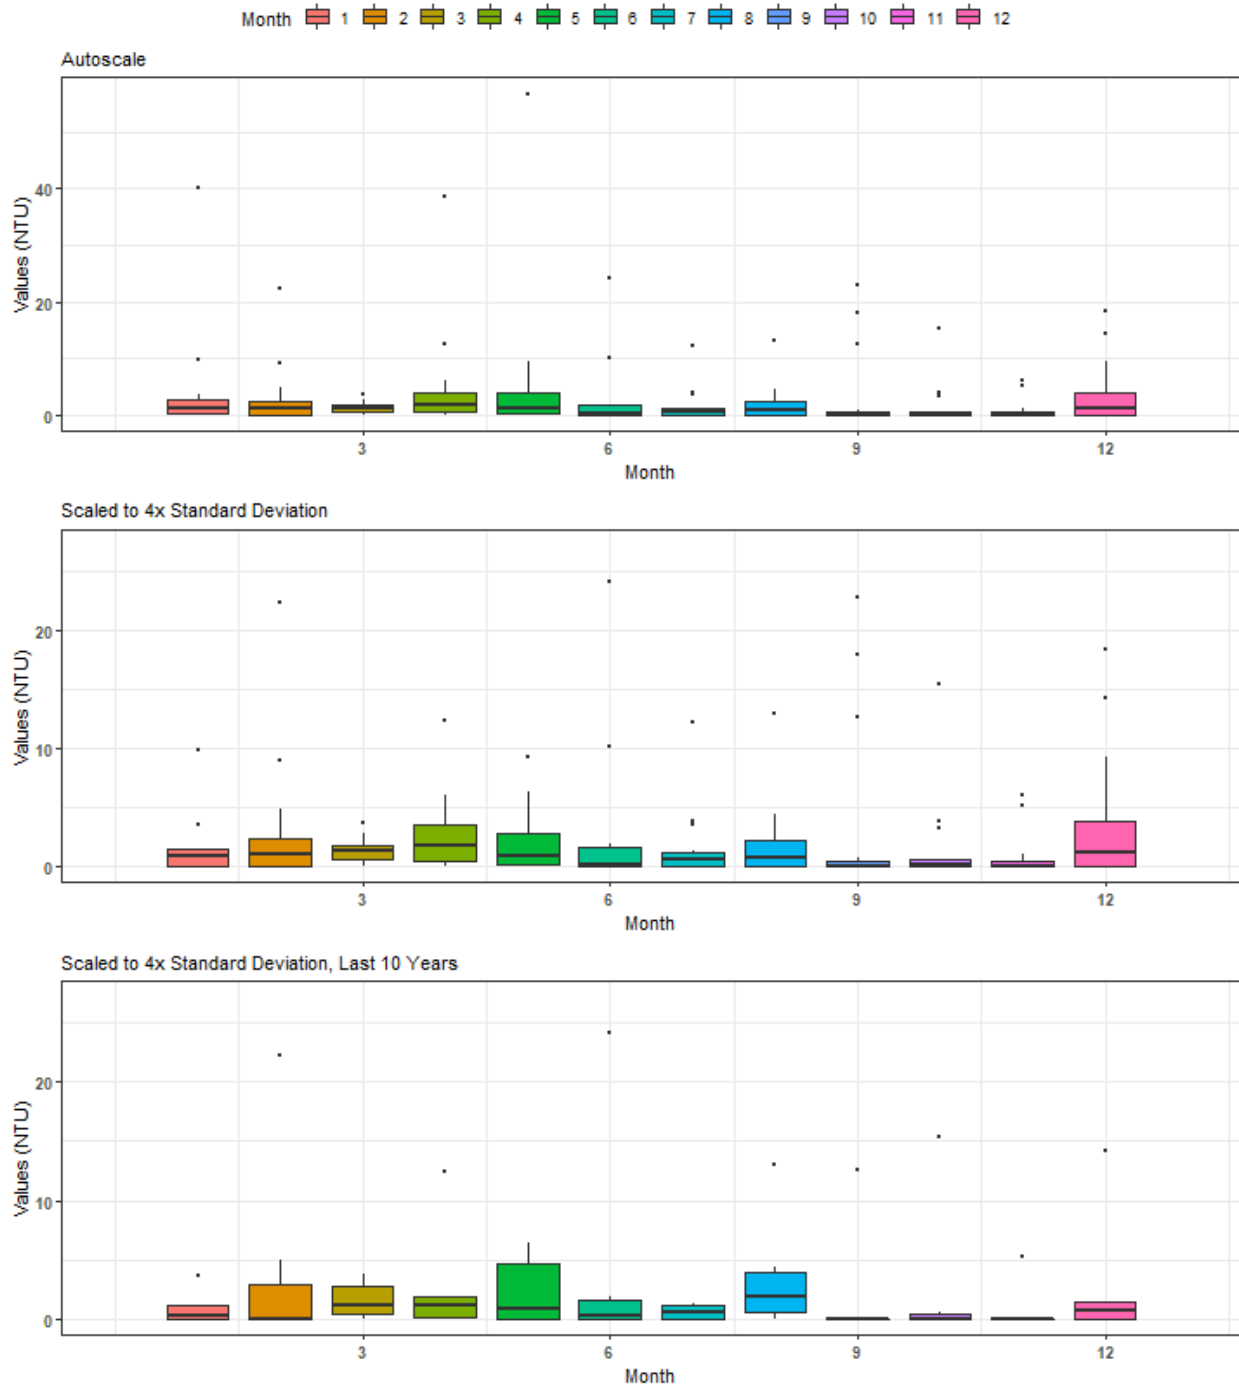 Month 1 2 3 4 5 6 7 8 9 10 11 12
Autoscale
Values (NTU)
40
20
0
3 6 9 12
Month
Scaled to 4x Standard Deviation
Values (NTU)
20
10
0
3 6 9 12
Month
Scaled to 4x Standard Deviation, Last 10 Years
Values (NTU)
20
10
0
3 6 9 12
Month